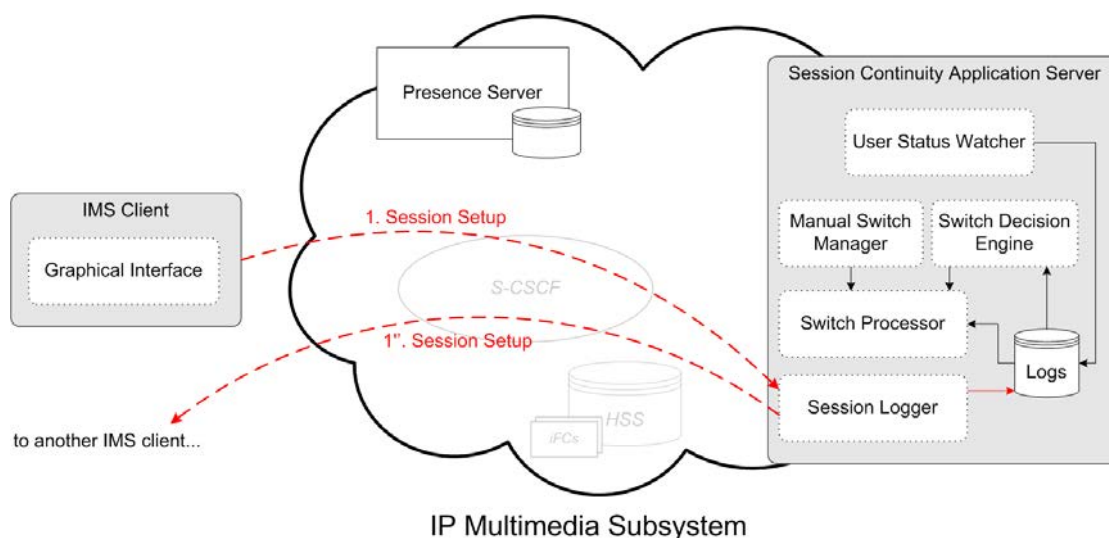 Session Continuity Application Server
Presence Server
User Status Watcher
IMS Client
1. Session Setup
Manual Switch
Manager
Switch Decision
Engine
Graphical Interface
S-CSCF
Switch Processor
1". Session Setup
Logs
Session Logger
HSS
iFCs
to another IMS client...
IP Multimedia Subsystem